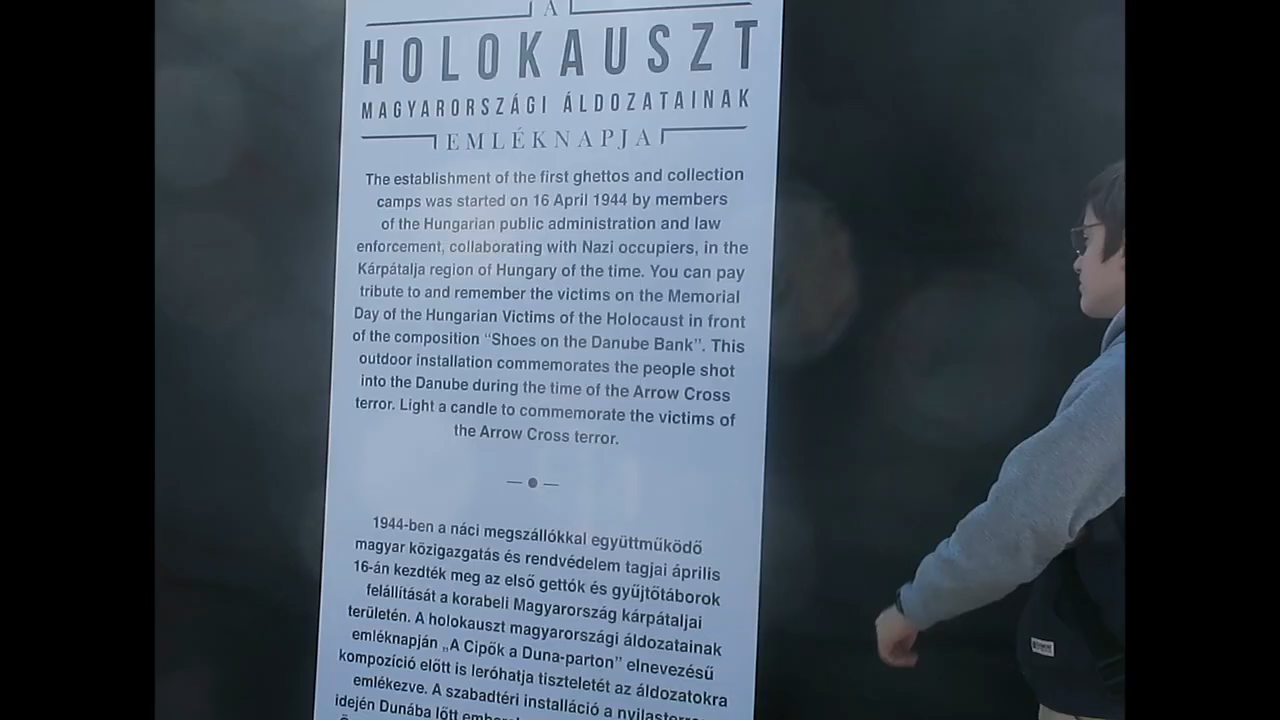 A
HOLOKAUSZT
MAGYARORSZÁGI ÁLDOZATAINAK
EMLÉKNAPJA
The establishment of the first ghettos and collection
camps was started on 16 April 1944 by members
of the Hungarian public administration and law
enforcement, collaborating with Nazi occupiers, in the
Kárpátalja region of Hungary of the time. You can pay
tribute to and remember the victims on the Memorial
Day of the Hungarian Victims of the Holocaust in front
of the composition “Shoes on the Danube Bank”. This
outdoor installation commemorates the people shot
into the Danube during the time of the Arrow Cross
terror. Light a candle to commemorate the victims of
the Arrow Cross terror.
1944-ben a náci megszállókkal együttműködő
magyar közigazgatás és rendvédelem tagjai április
16-án kezdték meg az első gettók és gyűjtőtáborok
felállítását a korabeli Magyarország kárpátaljai
területén. A holokauszt magyarországi áldozatainak
emléknapján „A Cipők a Duna-parton” elnevezésű
kompozíció előtt is leróhatja tiszteletét az áldozatokra
emlékezve. A szabadtéri installáció a
idején Dunába lőtt